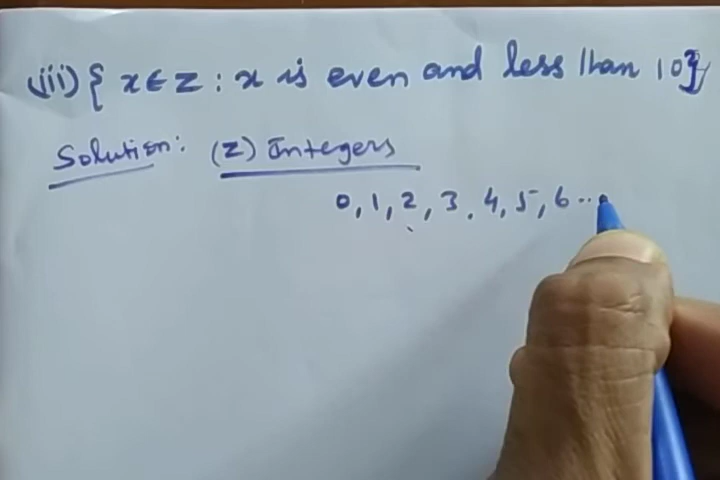 (iii) { x ∈ Z : x is even and less than 10}
Solution: (Z) Integers
0, 1, 2, 3, 4, 5, 6 ...